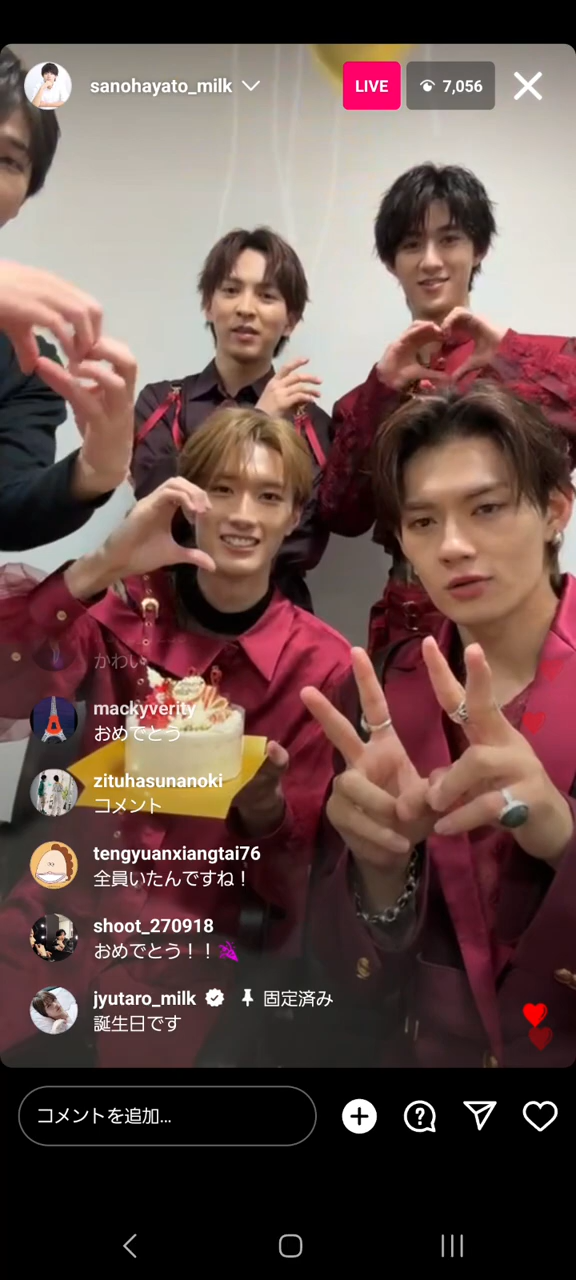 sanohayato_milk
LIVE
7,056
かわい
mackyverity
おめでとう
zituhasunanoki
コメント
tengyuanxiangtai76
全員いたんですね！
shoot_270918
おめでとう！！🎉
jyutaro_milk 固定済み
誕生日です
コメントを追加...